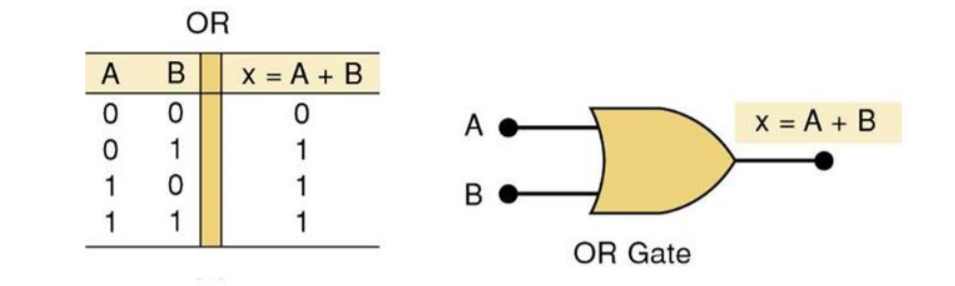 OR
A B x = A + B
0 0 0
0 1 1
1 0 1
1 1 1
A
B
x = A + B
OR Gate